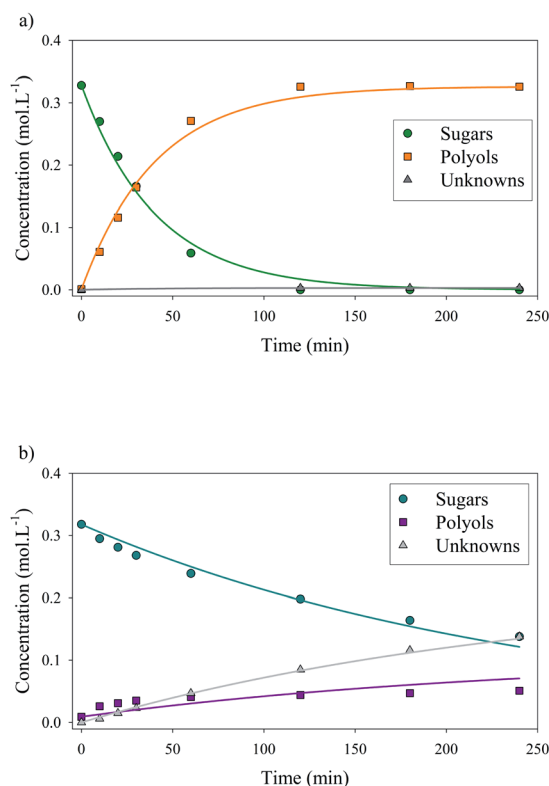 a)
0.4
0.3
0.2
0.1
0.0
Concentration (mol.L-1)
Sugars
Polyols
Unknowns
0 50 100 150 200 250
Time (min)
b)
0.4
0.3
0.2
0.1
0.0
Concentration (mol.L-1)
Sugars
Polyols
Unknowns
0 50 100 150 200 250
Time (min)